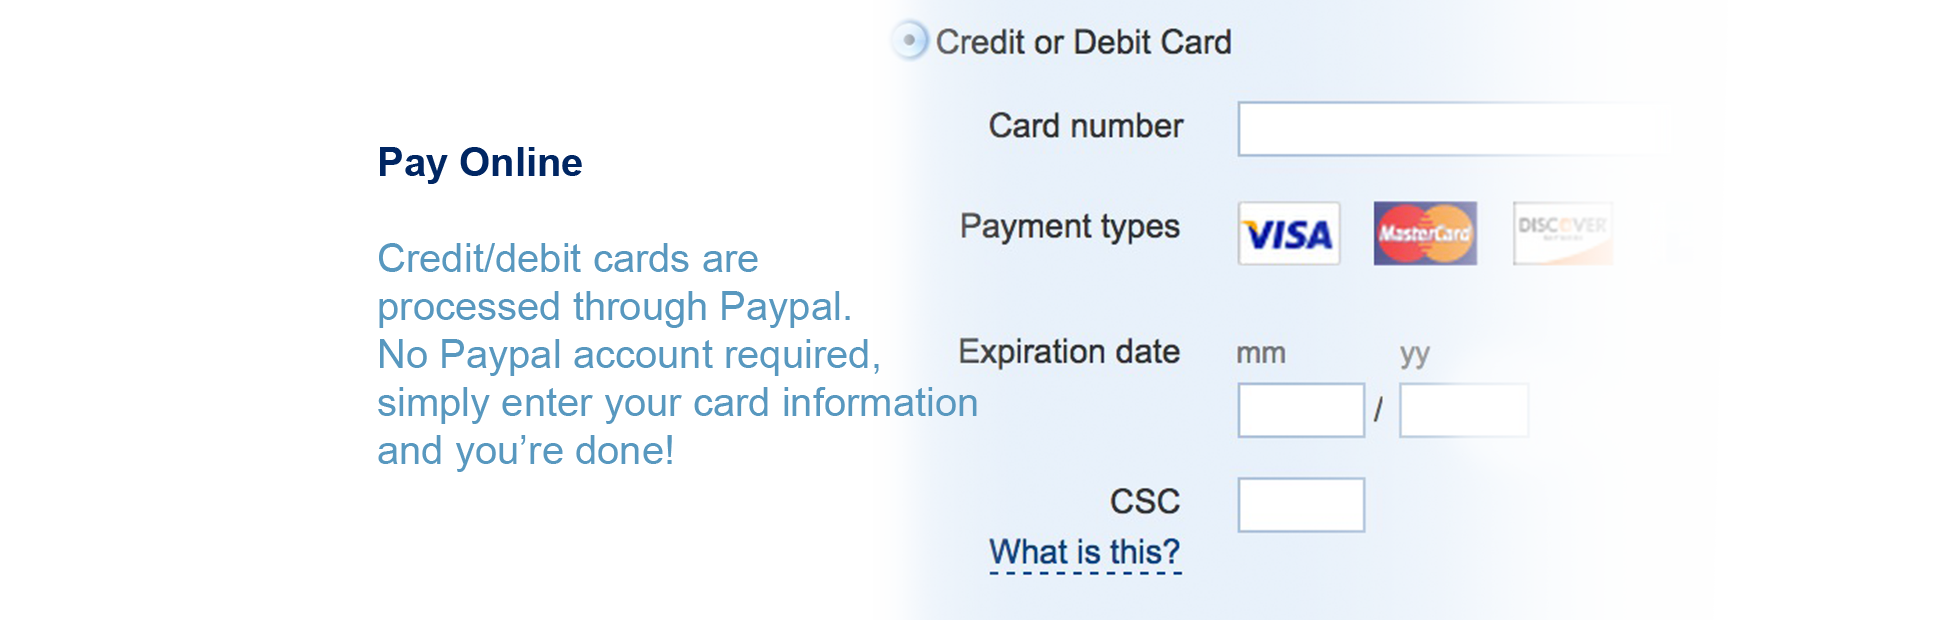 Pay Online
Credit/debit cards are
processed through Paypal.
No Paypal account required,
simply enter your card information
and you’re done!
Credit or Debit Card
Card number
Payment types VISA MasterCard DISCOVER
Expiration date mm yy
/
CSC
What is this?